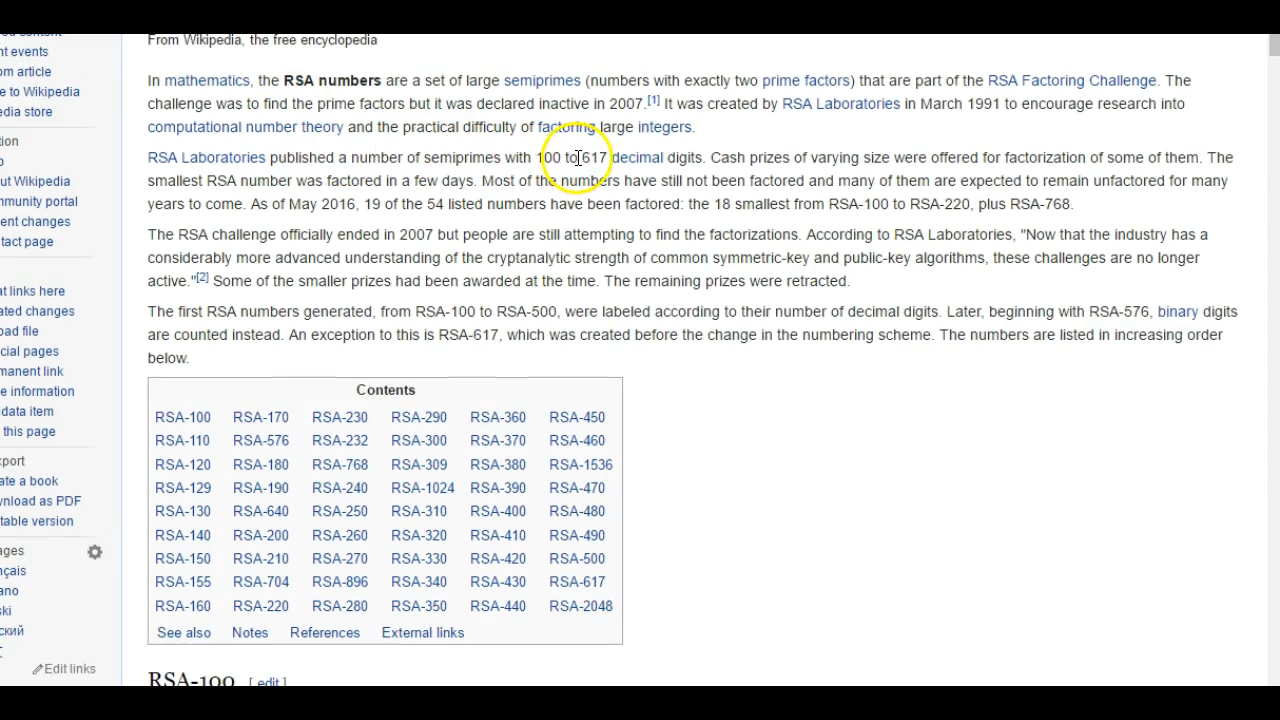 From Wikipedia, the free encyclopedia
In mathematics, the RSA numbers are a set of large semiprimes (numbers with exactly two prime factors) that are part of the RSA Factoring Challenge. The
challenge was to find the prime factors but it was declared inactive in 2007.[1] It was created by RSA Laboratories in March 1991 to encourage research into
computational number theory and the practical difficulty of factoring large integers.
RSA Laboratories published a number of semiprimes with 100 to 617 decimal digits. Cash prizes of varying size were offered for factorization of some of them. The
smallest RSA number was factored in a few days. Most of the numbers have still not been factored and many of them are expected to remain unfactored for many
years to come. As of May 2016, 19 of the 54 listed numbers have been factored: the 18 smallest from RSA-100 to RSA-220, plus RSA-768.
The RSA challenge officially ended in 2007 but people are still attempting to find the factorizations. According to RSA Laboratories, "Now that the industry has a
considerably more advanced understanding of the cryptanalytic strength of common symmetric-key and public-key algorithms, these challenges are no longer
active."[2] Some of the smaller prizes had been awarded at the time. The remaining prizes were retracted.
The first RSA numbers generated, from RSA-100 to RSA-500, were labeled according to their number of decimal digits. Later, beginning with RSA-576, binary digits
are counted instead. An exception to this is RSA-617, which was created before the change in the numbering scheme. The numbers are listed in increasing order
below.
Contents
RSA-100 RSA-170 RSA-230 RSA-290 RSA-360 RSA-450
RSA-110 RSA-576 RSA-232 RSA-300 RSA-370 RSA-460
RSA-120 RSA-180 RSA-768 RSA-309 RSA-380 RSA-1536
RSA-129 RSA-190 RSA-240 RSA-1024 RSA-390 RSA-470
RSA-130 RSA-640 RSA-250 RSA-310 RSA-400 RSA-480
RSA-140 RSA-200 RSA-260 RSA-320 RSA-410 RSA-490
RSA-150 RSA-210 RSA-270 RSA-330 RSA-420 RSA-500
RSA-155 RSA-704 RSA-896 RSA-340 RSA-430 RSA-617
RSA-160 RSA-220 RSA-280 RSA-350 RSA-440 RSA-2048
See also Notes References External links
RSA-100 [ edit ]
nt events
om article
e to Wikipedia
pedia store
tion
out Wikipedia
mmunity portal
ent changes
tact page
at links here
ated changes
oad file
cial pages
manent link
e information
data item
this page
xport
ate a book
wnload as PDF
table version
ages
nçais
ano
ski
ский
Edit links